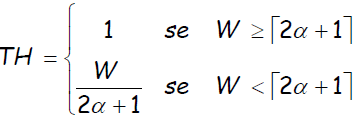 TH = { 1 se W ≥ ⌈2α + 1⌉
W / 2α + 1 se W < ⌈2α + 1⌉